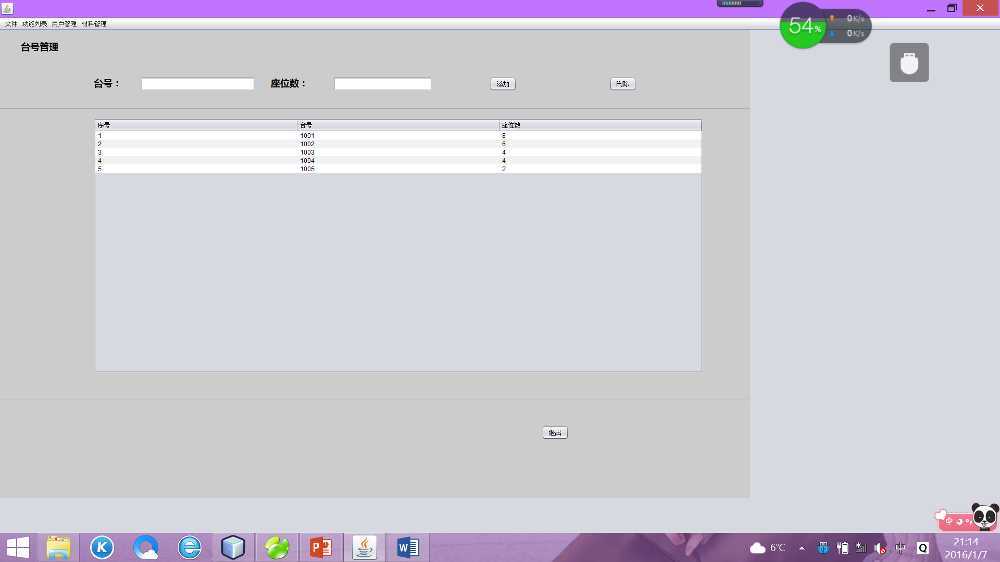 文件 功能列表 用户管理 材料管理
54%
0K/s
0K/s
台号管理
台号：
座位数：
添加
删除
序号 台号 座位数
1 1001 8
2 1002 6
3 1003 4
4 1004 4
5 1005 2
退出
中
K
P
W
6℃
中
Q
21:14
2016/1/7